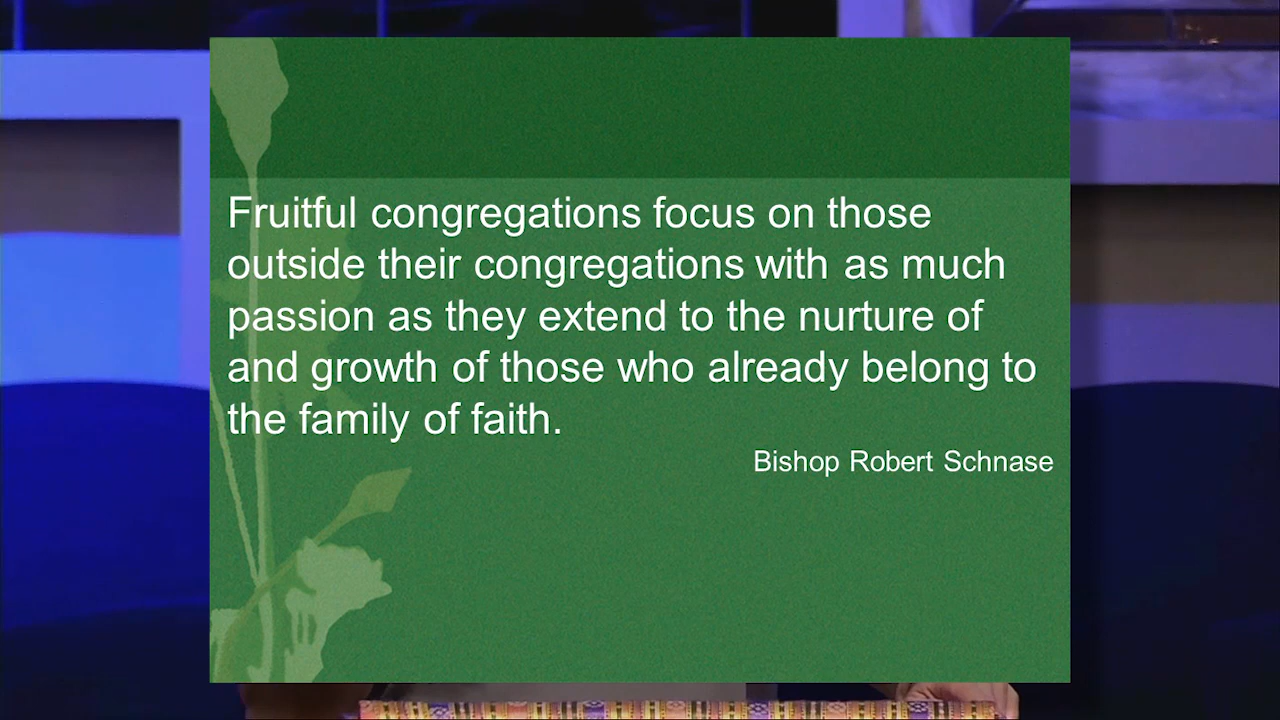 Fruitful congregations focus on those
outside their congregations with as much
passion as they extend to the nurture of
and growth of those who already belong to
the family of faith.
Bishop Robert Schnase